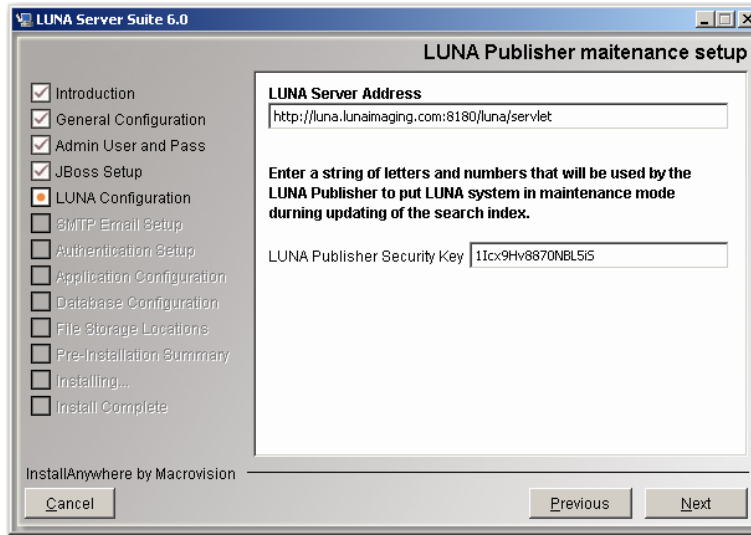 LUNA Server Suite 6.0
LUNA Publisher maitenance setup
Introduction
General Configuration
Admin User and Pass
JBoss Setup
LUNA Configuration
SMTP Email Setup
Authentication Setup
Application Configuration
Database Configuration
File Storage Locations
Pre-Installation Summary
Installing...
Install Complete
LUNA Server Address
http://luna.lunaimaging.com:8180/luna/servlet
Enter a string of letters and numbers that will be used by the
LUNA Publisher to put LUNA system in maintenance mode
durning updating of the search index.
LUNA Publisher Security Key 1Icx9Hv8870NBL5i5
InstallAnywhere by Macrovision
Cancel
Previous
Next